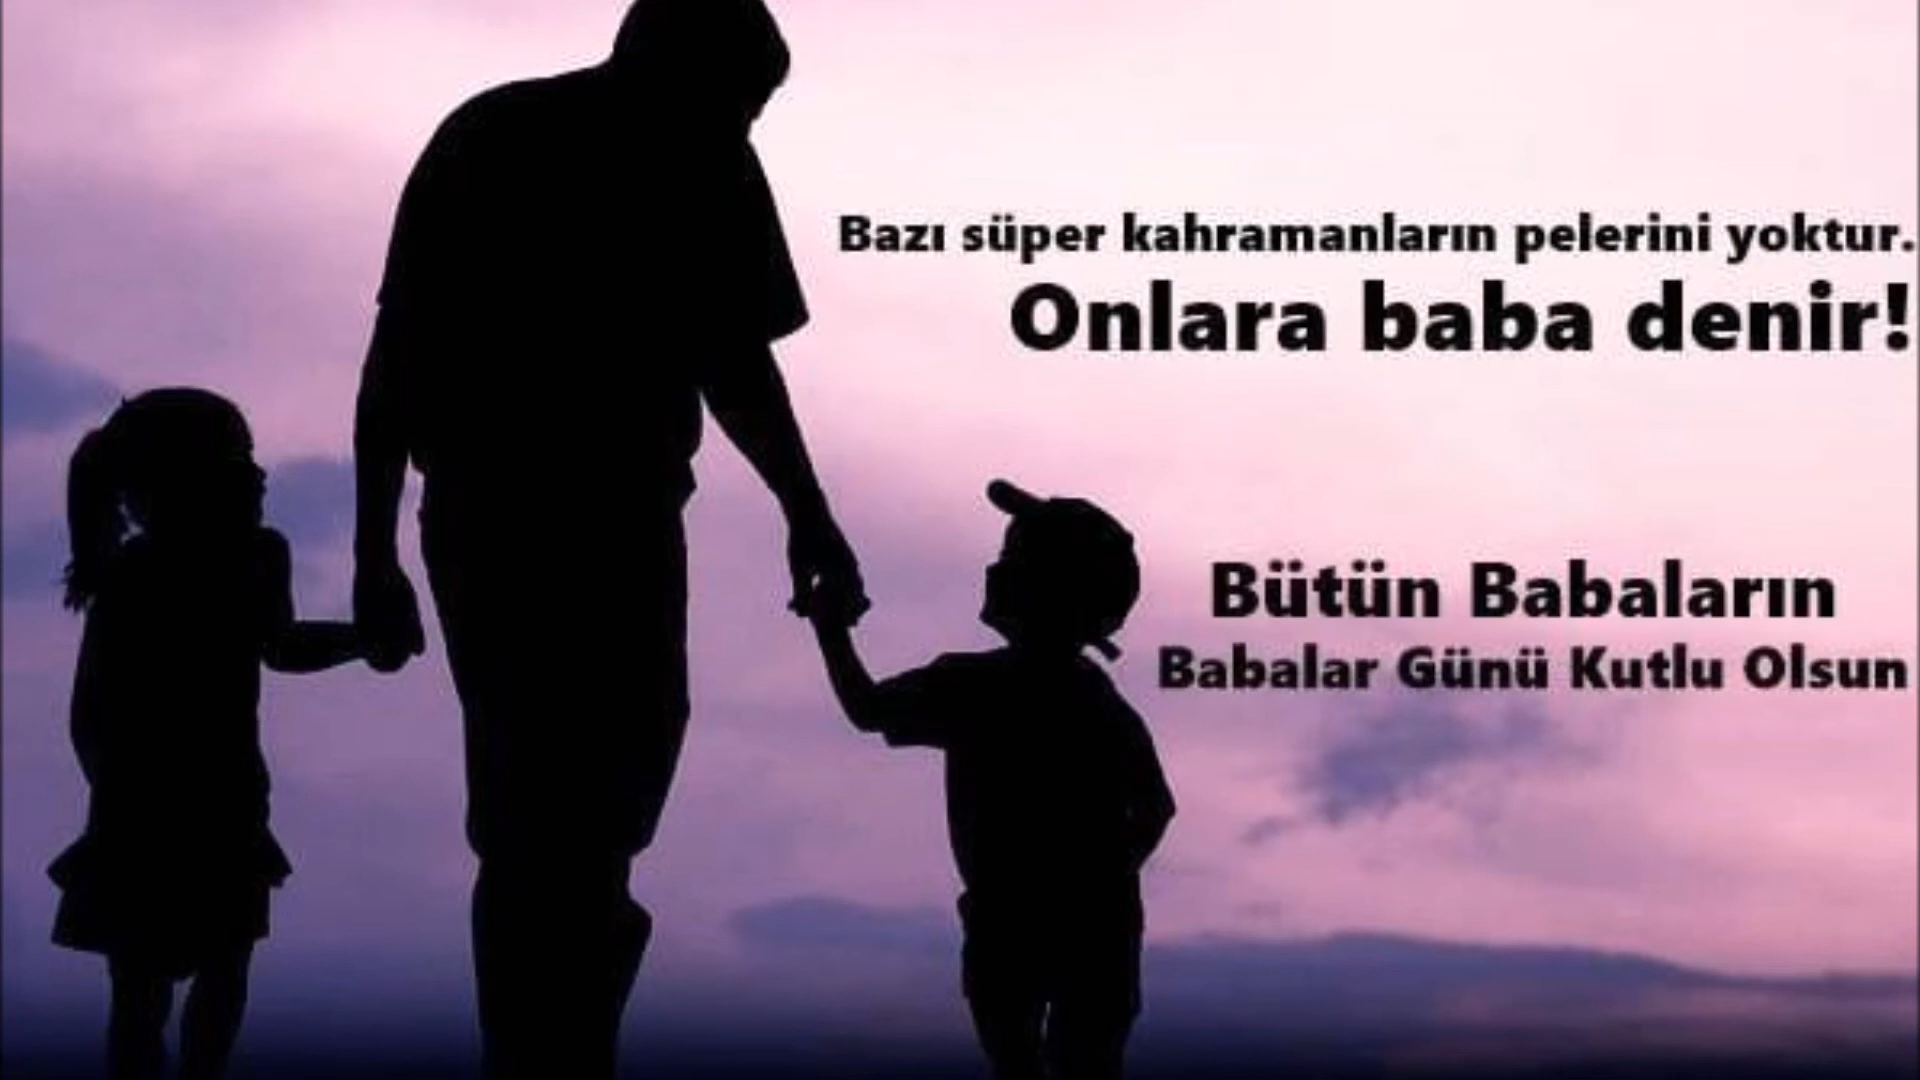 Bazı süper kahramanların pelerini yoktur.
Onlara baba denir!
Bütün Babaların
Babalar Günü Kutlu Olsun